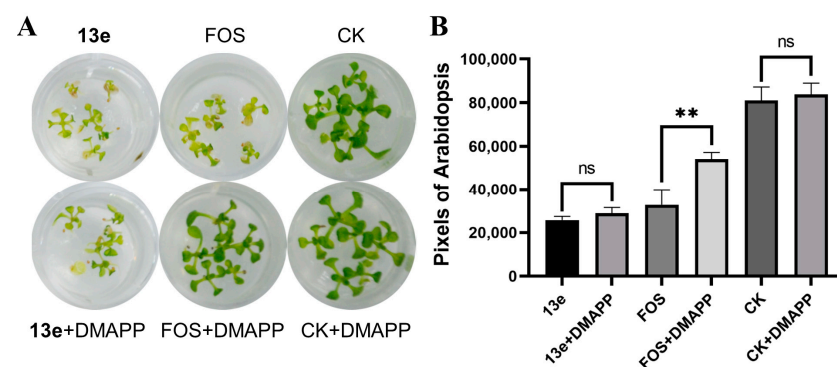 A
13e FOS CK
13e+DMAPP FOS+DMAPP CK+DMAPP
B
Pixels of Arabidopsis
100,000
80,000
60,000
40,000
20,000
0
ns
**
ns
13e
13e+DMAPP
FOS
FOS+DMAPP
CK
CK+DMAPP